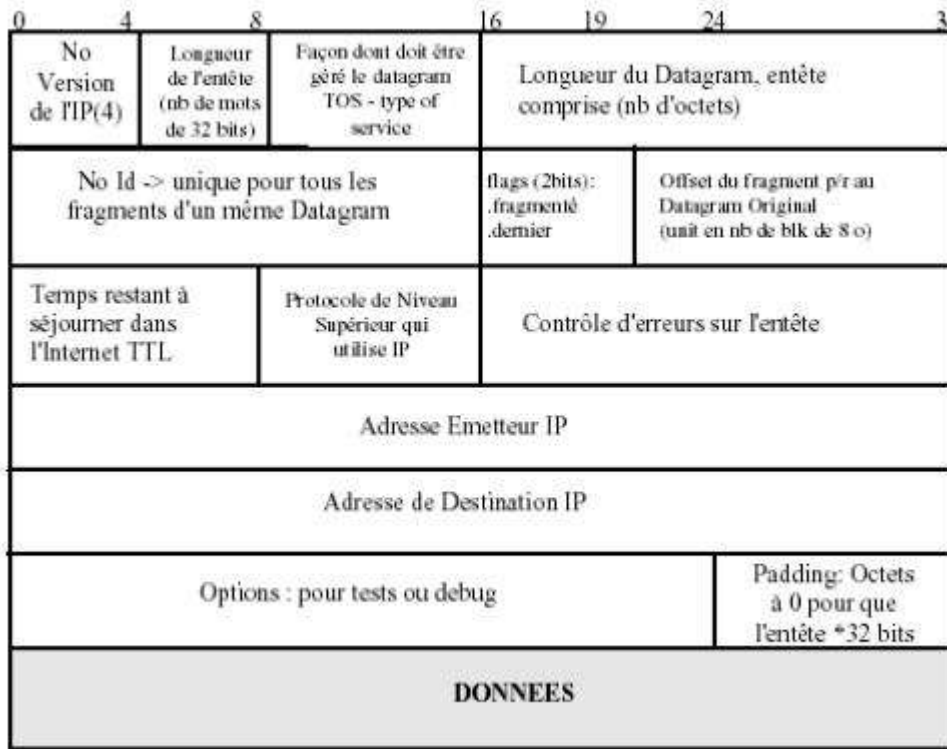 0 4 8 16 19 24 3
No
Version
de l'IP(4)
Longueur
de l'entête
(nb de mots
de 32 bits)
Façon dont doit être
géré le datagram
TOS - type of
service
Longueur du Datagram, entête
comprise (nb d'octets)
No Id -> unique pour tous les
fragments d'un même Datagram
flags (2bits):
.fragmenté
.dernier
Offset du fragment p/r au
Datagram Original
(unit en nb de blk de 8 o)
Temps restant à
séjourner dans
l'Internet TTL
Protocole de Niveau
Supérieur qui
utilise IP
Contrôle d'erreurs sur l'entête
Adresse Emetteur IP
Adresse de Destination IP
Options : pour tests ou debug
Padding: Octets
à 0 pour que
l'entête *32 bits
DONNEES